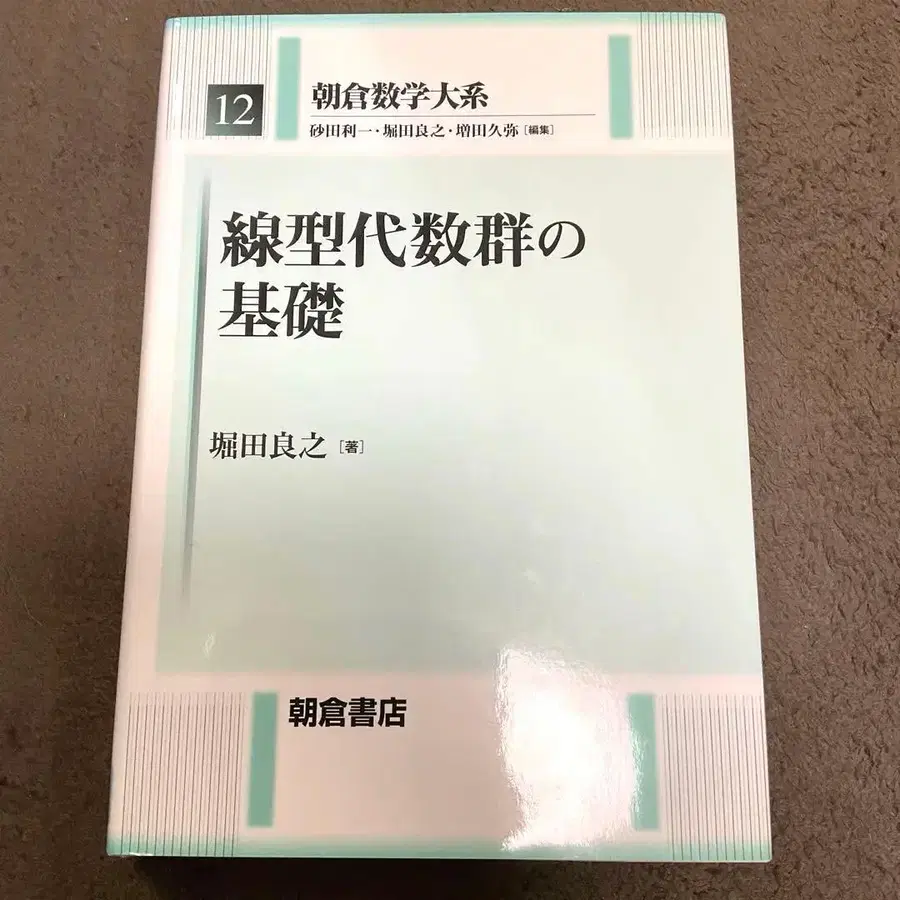 12
朝倉数学大系
砂田利一・堀田良之・増田久弥[編集]
線型代数群の
基礎
堀田良之[著]
朝倉書店